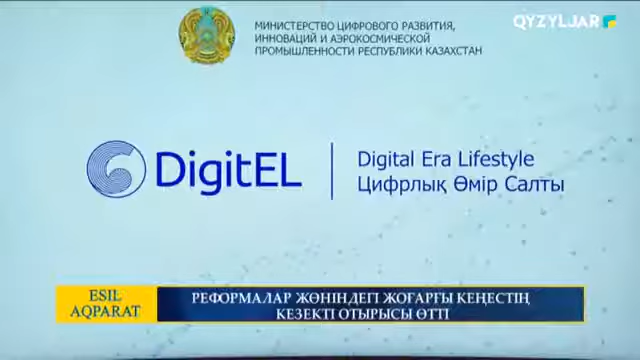 QYZYLJAR
МИНИСТЕРСТВО ЦИФРОВОГО РАЗВИТИЯ,
ИННОВАЦИЙ И АЭРОКОСМИЧЕСКОЙ
ПРОМЫШЛЕННОСТИ РЕСПУБЛИКИ КАЗАХСТАН
DigitEL
Digital Era Lifestyle
Цифрлық Өмір Салты
ESIL
AQPARAT
РЕФОРМАЛАР ЖӨНІНДЕГІ ЖОҒАРҒЫ КЕҢЕСТІҢ
КЕЗЕКТІ ОТЫРЫСЫ ӨТТІ